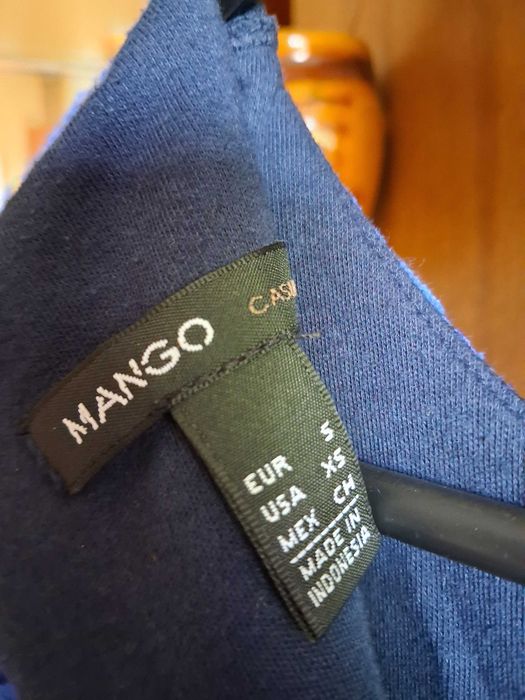 MANGO
EUR S
USA XS
MEX CH
MADE IN
INDONESIA